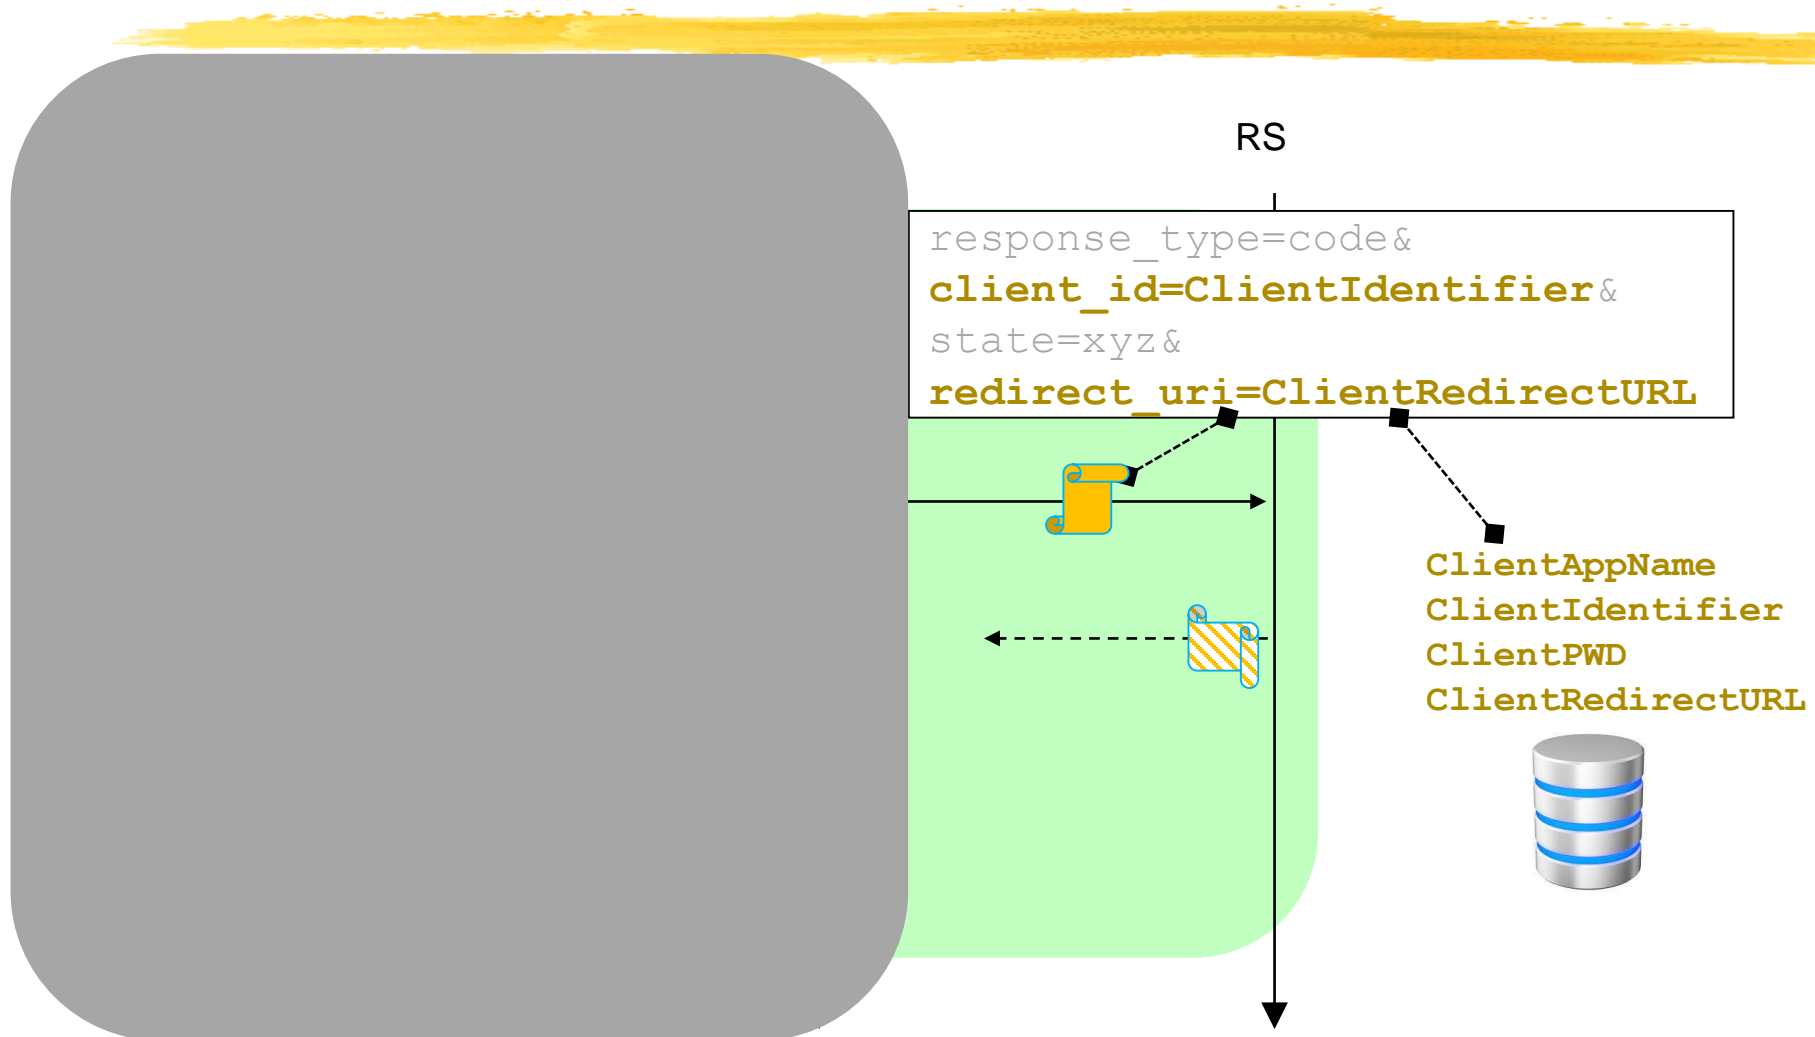 RS
response_type=code&
client_id=ClientIdentifier&
state=xyz&
redirect_uri=ClientRedirectURL
ClientAppName
ClientIdentifier
ClientPWD
ClientRedirectURL